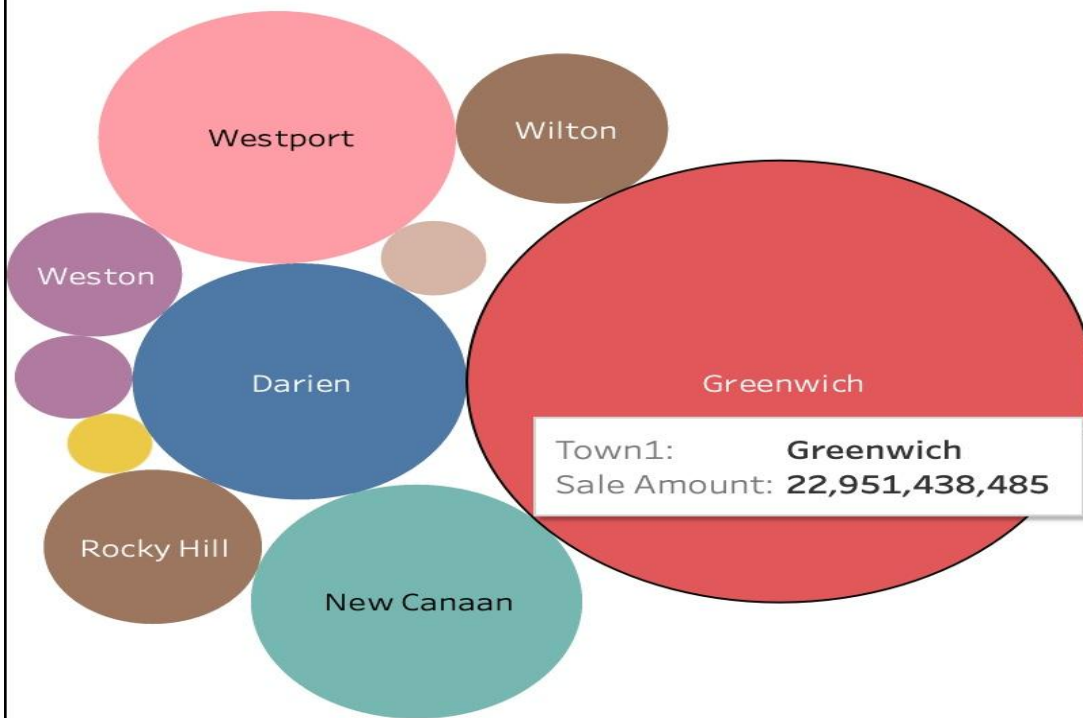 Westport
Wilton
Weston
Darien
Greenwich
Town1: Greenwich
Sale Amount: 22,951,438,485
Rocky Hill
New Canaan